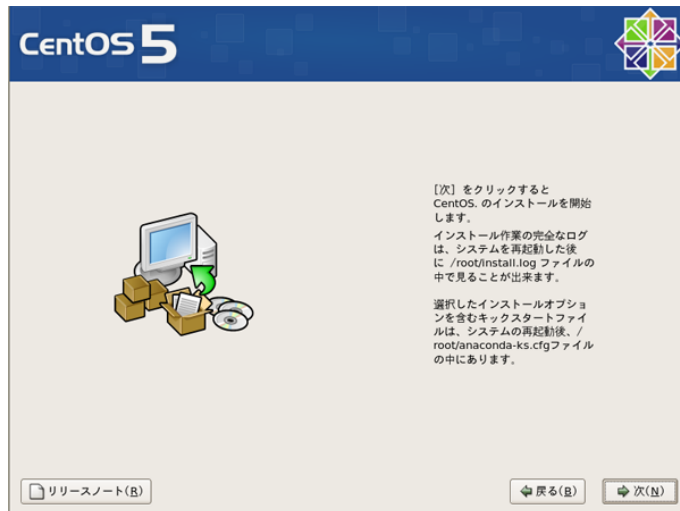 CentOS 5
［次］をクリックすると
CentOS. のインストールを開始
します。
インストール作業の完全なログ
は、システムを再起動した後
に /root/install.log ファイルの
中で見ることが出来ます。
選択したインストールオプショ
ンを含むキックスタートファイ
ルは、システムの再起動後、/
root/anaconda-ks.cfgファイル
の中にあります。
リリースノート(R)
戻る(B)
次(N)